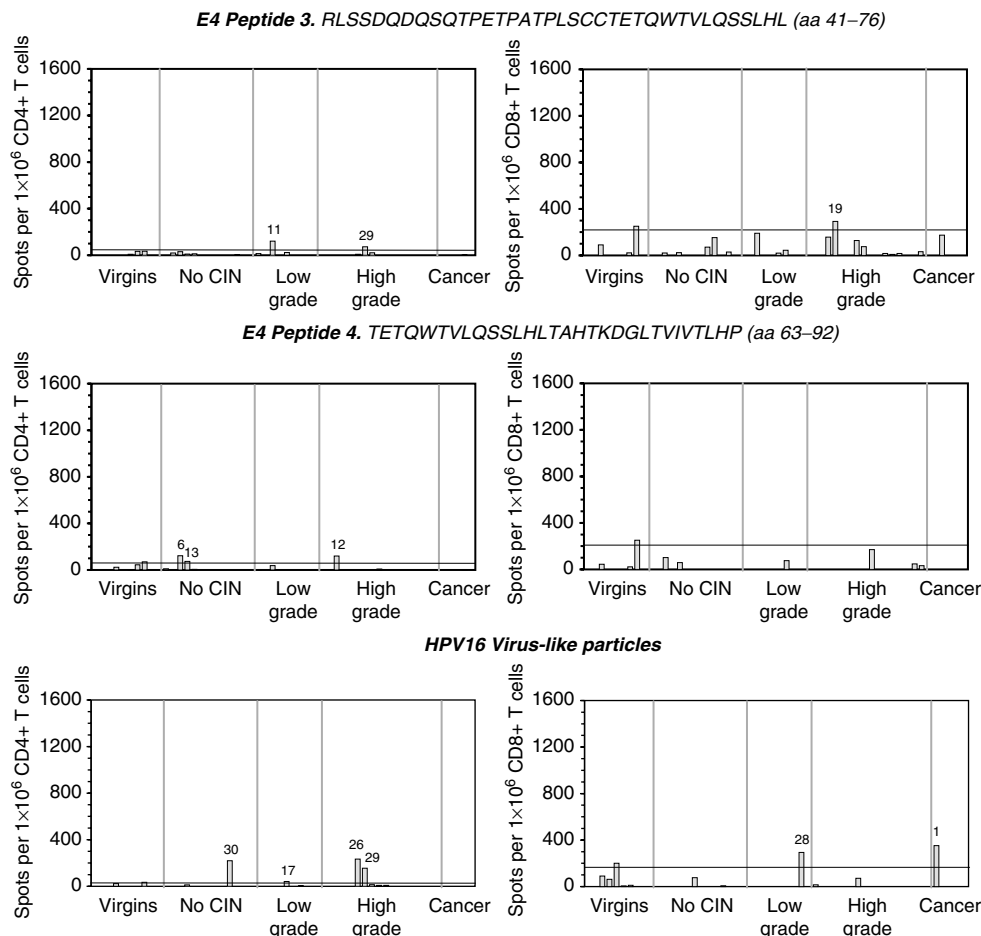 E4 Peptide 3. RLSSDQDQSQTPETPATPLSCCTETQWTVLQSSLHL (aa 41–76)
Spots per 1×10⁶ CD4+ T cells
1600
1200
800
400
0
11
29
Virgins No CIN Low grade High grade Cancer
Spots per 1×10⁶ CD8+ T cells
1600
1200
800
400
0
19
Virgins No CIN Low grade High grade Cancer
E4 Peptide 4. TETQWTVLQSSLHLTAHTKDGLTVIVTLHP (aa 63–92)
Spots per 1×10⁶ CD4+ T cells
1600
1200
800
400
0
6
13
12
Virgins No CIN Low grade High grade Cancer
Spots per 1×10⁶ CD8+ T cells
1600
1200
800
400
0
Virgins No CIN Low grade High grade Cancer
HPV16 Virus-like particles
Spots per 1×10⁶ CD4+ T cells
1600
1200
800
400
0
30
17
26
29
Virgins No CIN Low grade High grade Cancer
Spots per 1×10⁶ CD8+ T cells
1600
1200
800
400
0
28
1
Virgins No CIN Low grade High grade Cancer